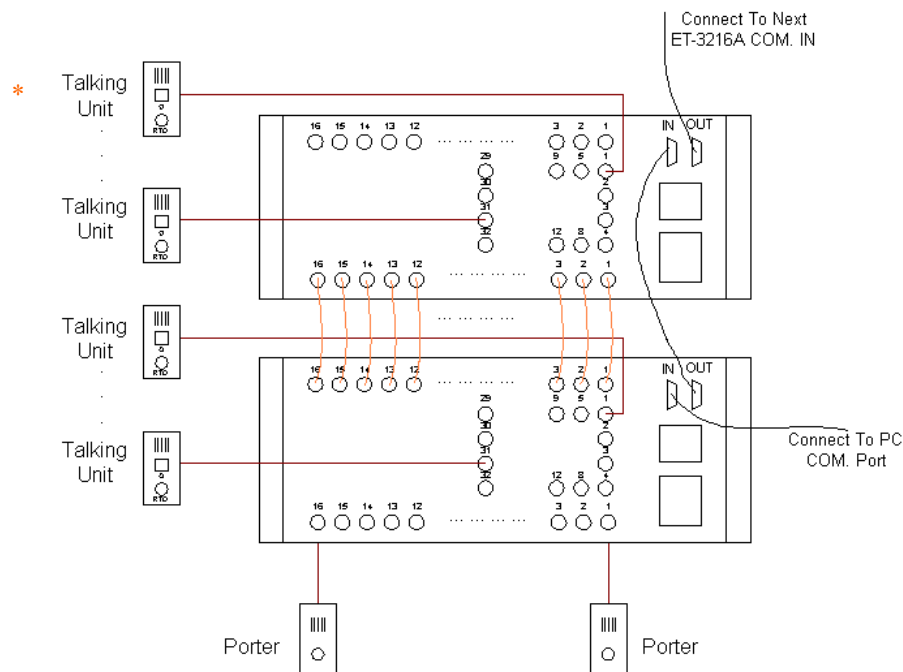 Connect To Next
ET-3216A COM. IN
*
Talking
Unit
RTD
IN OUT
16 15 14 13 12 ... ... ... ... 3 2 1
29 9 5 1
30 2
Talking
Unit
RTD
31 3
32 12 8 4
16 15 14 13 12 ... ... ... ... 3 2 1
... ... ... ...
Talking
Unit
RTD
IN OUT
16 15 14 13 12 ... ... ... ... 3 2 1
29 9 5 1
30 2
Connect To PC
COM. Port
Talking
Unit
RTD
31 3
32 12 8 4
16 15 14 13 12 ... ... ... ... 3 2 1
Porter
Porter